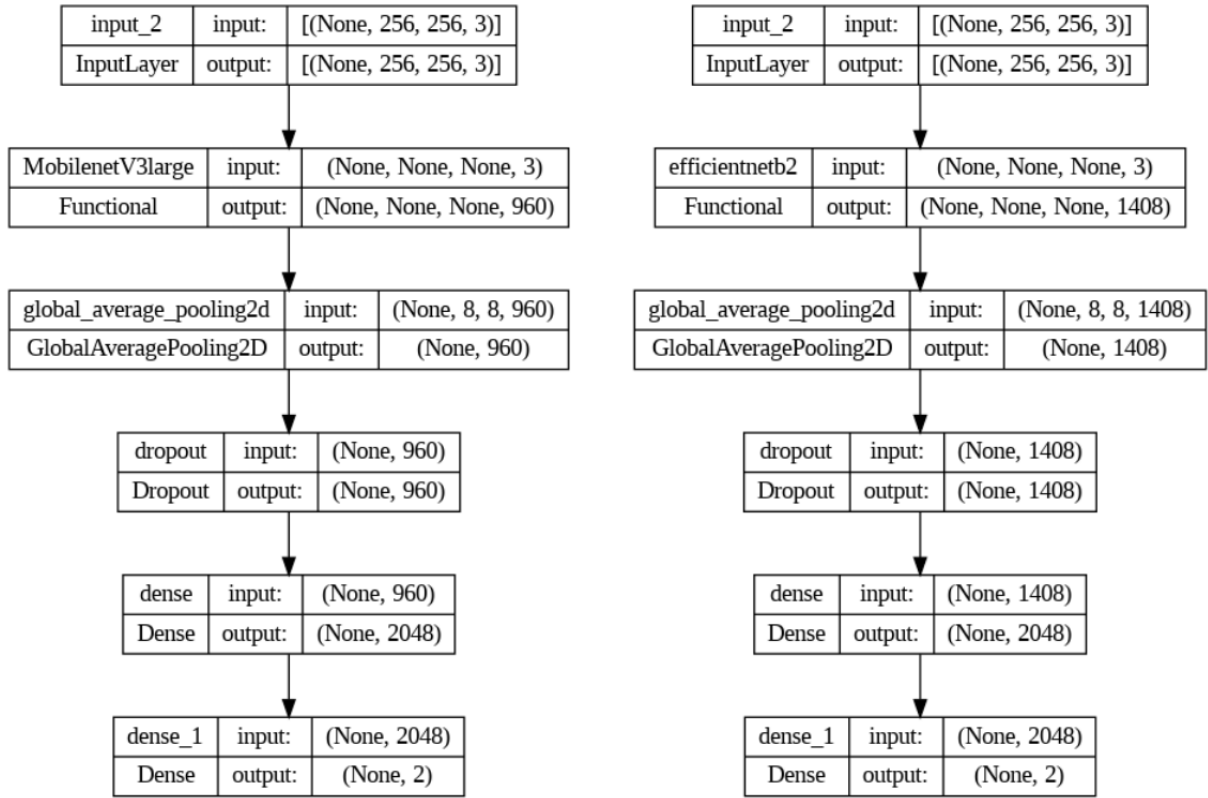 input_2 input: [(None, 256, 256, 3)]
InputLayer output: [(None, 256, 256, 3)]
MobilenetV3large input: (None, None, None, 3)
Functional output: (None, None, None, 960)
global_average_pooling2d input: (None, 8, 8, 960)
GlobalAveragePooling2D output: (None, 960)
dropout input: (None, 960)
Dropout output: (None, 960)
dense input: (None, 960)
Dense output: (None, 2048)
dense_1 input: (None, 2048)
Dense output: (None, 2)
input_2 input: [(None, 256, 256, 3)]
InputLayer output: [(None, 256, 256, 3)]
efficientnetb2 input: (None, None, None, 3)
Functional output: (None, None, None, 1408)
global_average_pooling2d input: (None, 8, 8, 1408)
GlobalAveragePooling2D output: (None, 1408)
dropout input: (None, 1408)
Dropout output: (None, 1408)
dense input: (None, 1408)
Dense output: (None, 2048)
dense_1 input: (None, 2048)
Dense output: (None, 2)